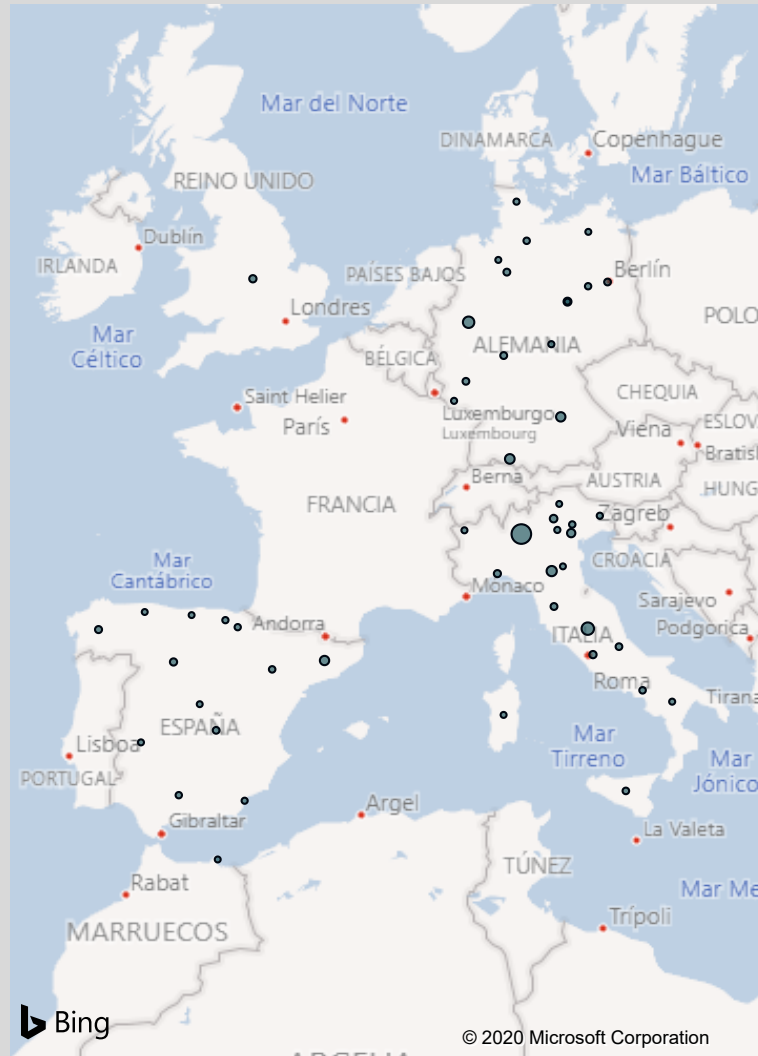 Mar del Norte
DINAMARCA
Copenhague
Mar Báltico
REINO UNIDO
Dublín
IRLANDA
PAÍSES BAJOS
Berlín
Londres
POLO
Mar
Céltico
ALEMANIA
BÉLGICA
CHEQUIA
Saint Helier
París
Luxemburgo
Luxembourg
Viena
ESLOV
Bratisl
Berna
AUSTRIA
HUNG
FRANCIA
Zagreb
Mar
Cantábrico
CROACIA
Mónaco
Sarajevo
Andorra
ITALIA
Podgorica
Roma
Tirana
ESPAÑA
Lisboa
PORTUGAL
Mar
Tirreno
Mar
Jónico
Gibraltar
Argel
La Valeta
TÚNEZ
Rabat
Mar Me
MARRUECOS
Trípoli
Bing
© 2020 Microsoft Corporation
ARGELIA